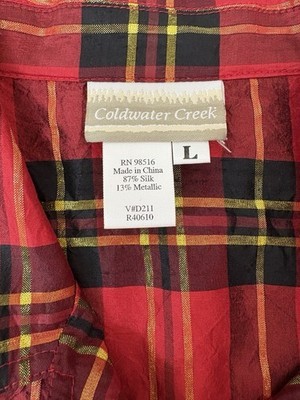 Coldwater Creek
L
RN 98516
Made in China
87% Silk
13% Metallic
V#D211
R40610